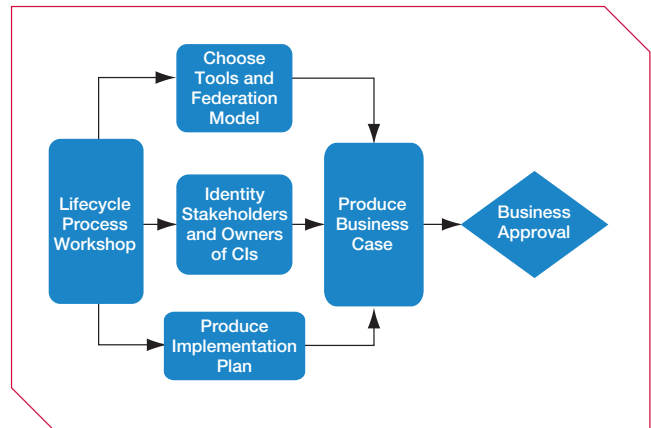 Choose
Tools and
Federation
Model
Lifecycle
Process
Workshop
Identity
Stakeholders
and Owners
of CIs
Produce
Business
Case
Business
Approval
Produce
Implementation
Plan